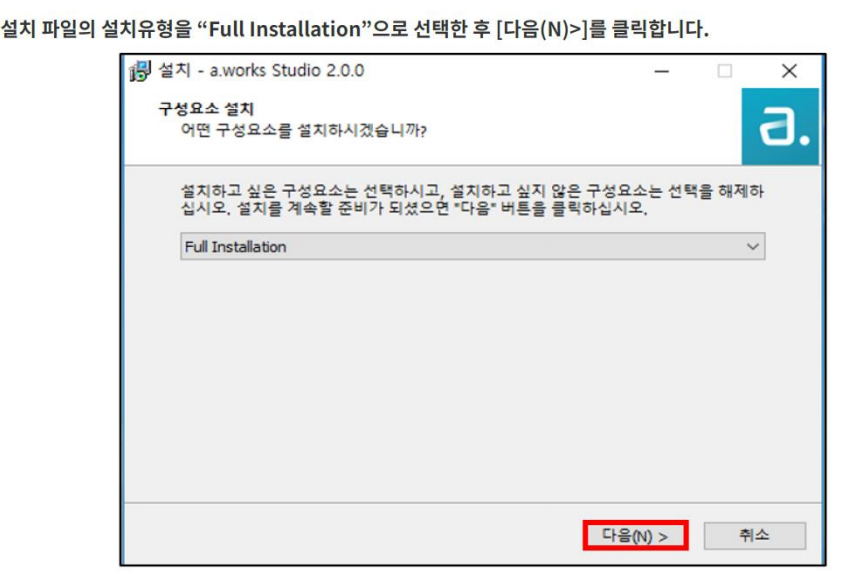 설치 파일의 설치유형을 “Full Installation”으로 선택한 후 [다음(N)>]를 클릭합니다.
설치 - a.works Studio 2.0.0
구성요소 설치
어떤 구성요소를 설치하시겠습니까?
a.
설치하고 싶은 구성요소는 선택하시고, 설치하고 싶지 않은 구성요소는 선택을 해제하
십시오. 설치를 계속할 준비가 되셨으면 "다음" 버튼을 클릭하십시오.
Full Installation
다음(N) >
취소